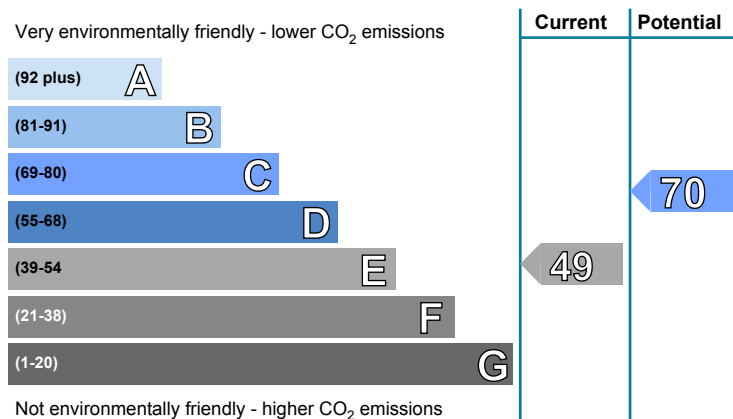 Current Potential
Very environmentally friendly - lower CO2 emissions
(92 plus) A
(81-91) B
(69-80) C
70
(55-68) D
(39-54 E
49
(21-38) F
(1-20) G
Not environmentally friendly - higher CO2 emissions